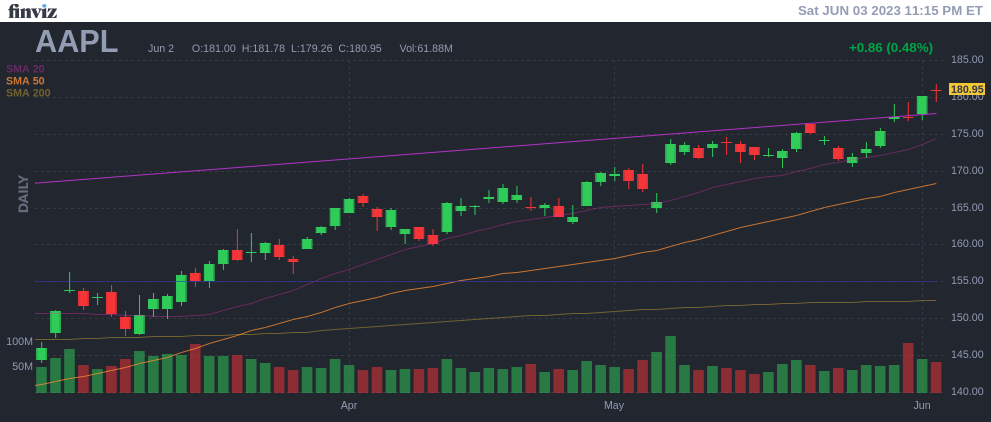 finviz
Sat JUN 03 2023 11:15 PM ET
AAPL
Jun 2 O:181.00 H:181.78 L:179.26 C:180.95 Vol:61.88M
+0.86 (0.48%)
SMA 20
SMA 50
SMA 200
DAILY
185.00
180.95
180.00
175.00
170.00
165.00
160.00
155.00
150.00
145.00
140.00
100M
50M
Apr
May
Jun